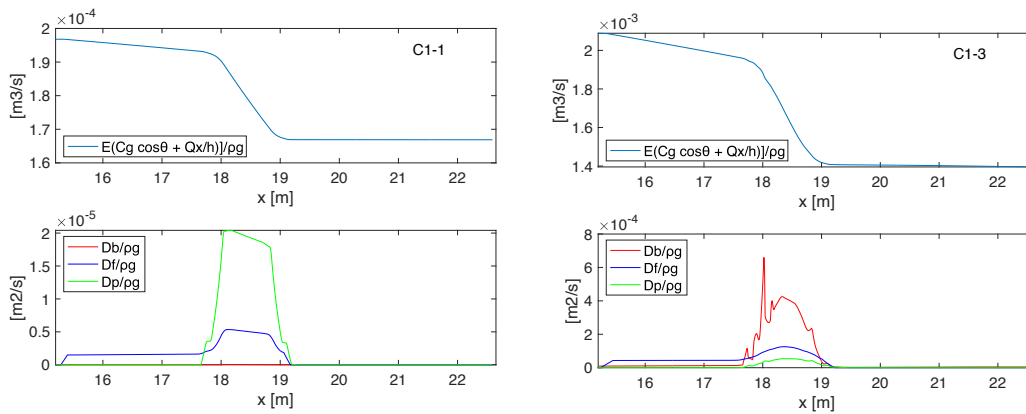 ×10⁻⁴
2
1.9
1.8
1.7
1.6
[m3/s]
C1-1
E(Cg cosθ + Qx/h)]/ρg
16 17 18 19 20 21 22
x [m]
×10⁻³
2
1.8
1.6
1.4
[m3/s]
C1-3
E(Cg cosθ + Qx/h)]/ρg
16 17 18 19 20 21 22
x [m]
×10⁻⁵
2
1.5
1
0.5
0
[m2/s]
Db/ρg
Df/ρg
Dp/ρg
16 17 18 19 20 21 22
x [m]
×10⁻⁴
8
6
4
2
0
[m2/s]
Db/ρg
Df/ρg
Dp/ρg
16 17 18 19 20 21 22
x [m]